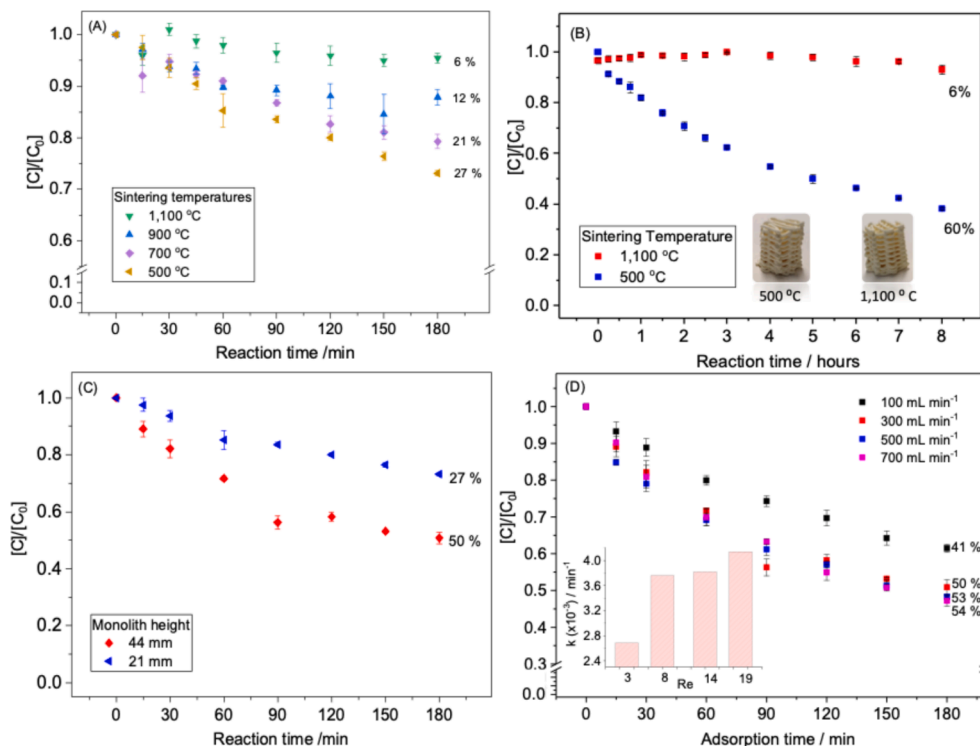 (A)
[C]/[C₀]
1.0
0.9
0.8
0.7
0.6
0.1
0.0
6 %
12 %
21 %
27 %
Sintering temperatures
1,100 ºC
900 ºC
700 ºC
500 ºC
0 30 60 90 120 150 180
Reaction time /min
(B)
[C]/[C₀]
1.0
0.8
0.6
0.4
0.2
0.0
6%
60%
Sintering Temperature
1,100 ºC
500 ºC
500 ºC
1,100 º C
0 1 2 3 4 5 6 7 8
Reaction time / hours
(C)
[C]/[C₀]
1.0
0.8
0.6
0.4
0.2
0.0
27 %
50 %
Monolith height
44 mm
21 mm
0 30 60 90 120 150 180
Reaction time /min
(D)
[C]/[C₀]
1.0
0.9
0.8
0.7
0.6
0.5
0.4
0.3
0.0
100 mL min⁻¹
300 mL min⁻¹
500 mL min⁻¹
700 mL min⁻¹
41 %
50 %
53 %
54 %
k (x10⁻³) / min⁻¹
4.0
3.6
3.2
2.8
2.4
3 8 14 19
Re
0 30 60 90 120 150 180
Adsorption time /min